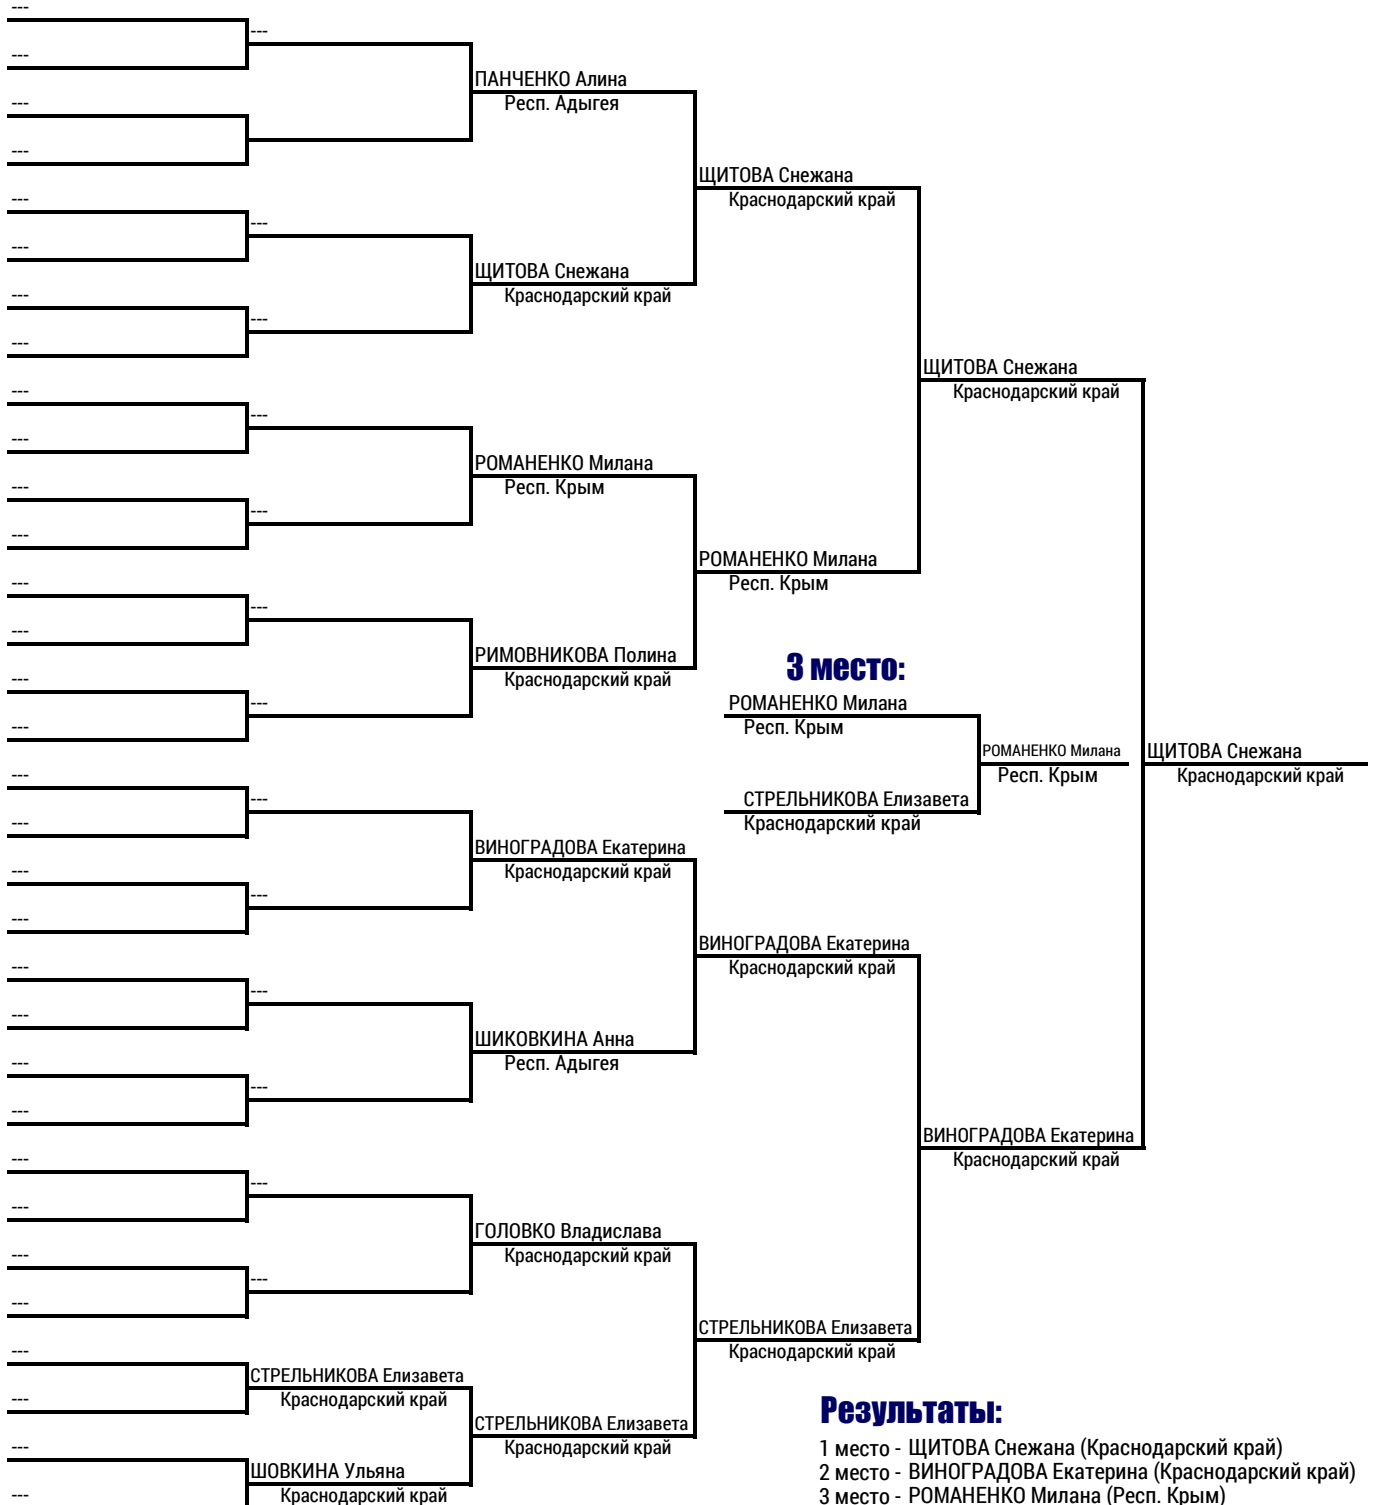 ---
---
---
ПАНЧЕНКО Алина
Респ. Адыгея
---
---
ЩИТОВА Снежана
Краснодарский край
---
---
---
ЩИТОВА Снежана
Краснодарский край
---
---
---
ЩИТОВА Снежана
Краснодарский край
---
---
---
РОМАНЕНКО Милана
Респ. Крым
---
---
---
РОМАНЕНКО Милана
Респ. Крым
---
---
---
РИМОВНИКОВА Полина
Краснодарский край
---
---
---
3 место:
РОМАНЕНКО Милана
Респ. Крым
СТРЕЛЬНИКОВА Елизавета
Краснодарский край
РОМАНЕНКО Милана
Респ. Крым
ЩИТОВА Снежана
Краснодарский край
---
---
---
ВИНОГРАДОВА Екатерина
Краснодарский край
---
---
---
ВИНОГРАДОВА Екатерина
Краснодарский край
---
---
---
ШИКОВКИНА Анна
Респ. Адыгея
---
---
---
ВИНОГРАДОВА Екатерина
Краснодарский край
---
---
---
ГОЛОВКО Владислава
Краснодарский край
---
---
---
СТРЕЛЬНИКОВА Елизавета
Краснодарский край
---
---
СТРЕЛЬНИКОВА Елизавета
Краснодарский край
СТРЕЛЬНИКОВА Елизавета
Краснодарский край
---
---
ШОВКИНА Ульяна
Краснодарский край
Результаты:
1 место - ЩИТОВА Снежана (Краснодарский край)
2 место - ВИНОГРАДОВА Екатерина (Краснодарский край)
3 место - РОМАНЕНКО Милана (Респ. Крым)